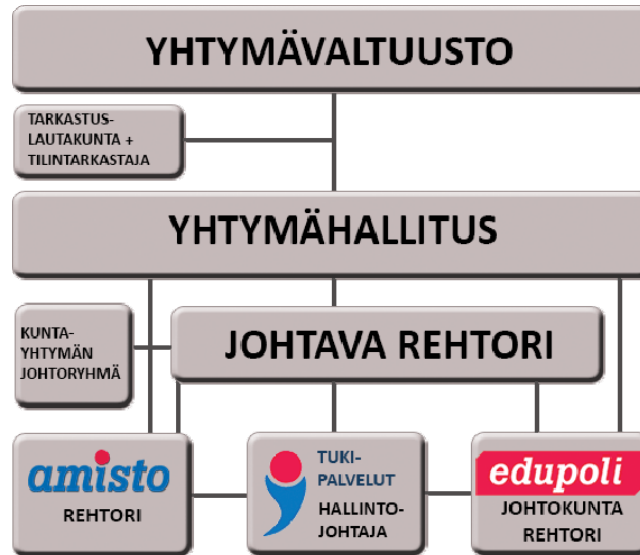 YHTYMÄVALTUUSTO
TARKASTUS-
LAUTAKUNTA +
TILINTARKASTAJA
YHTYMÄHALLITUS
KUNTA-
YHTYMÄN
JOHTORYHMÄ
JOHTAVA REHTORI
amisto
REHTORI
TUKI-
PALVELUT
HALLINTO-
JOHTAJA
edupoli
JOHTOKUNTA
REHTORI